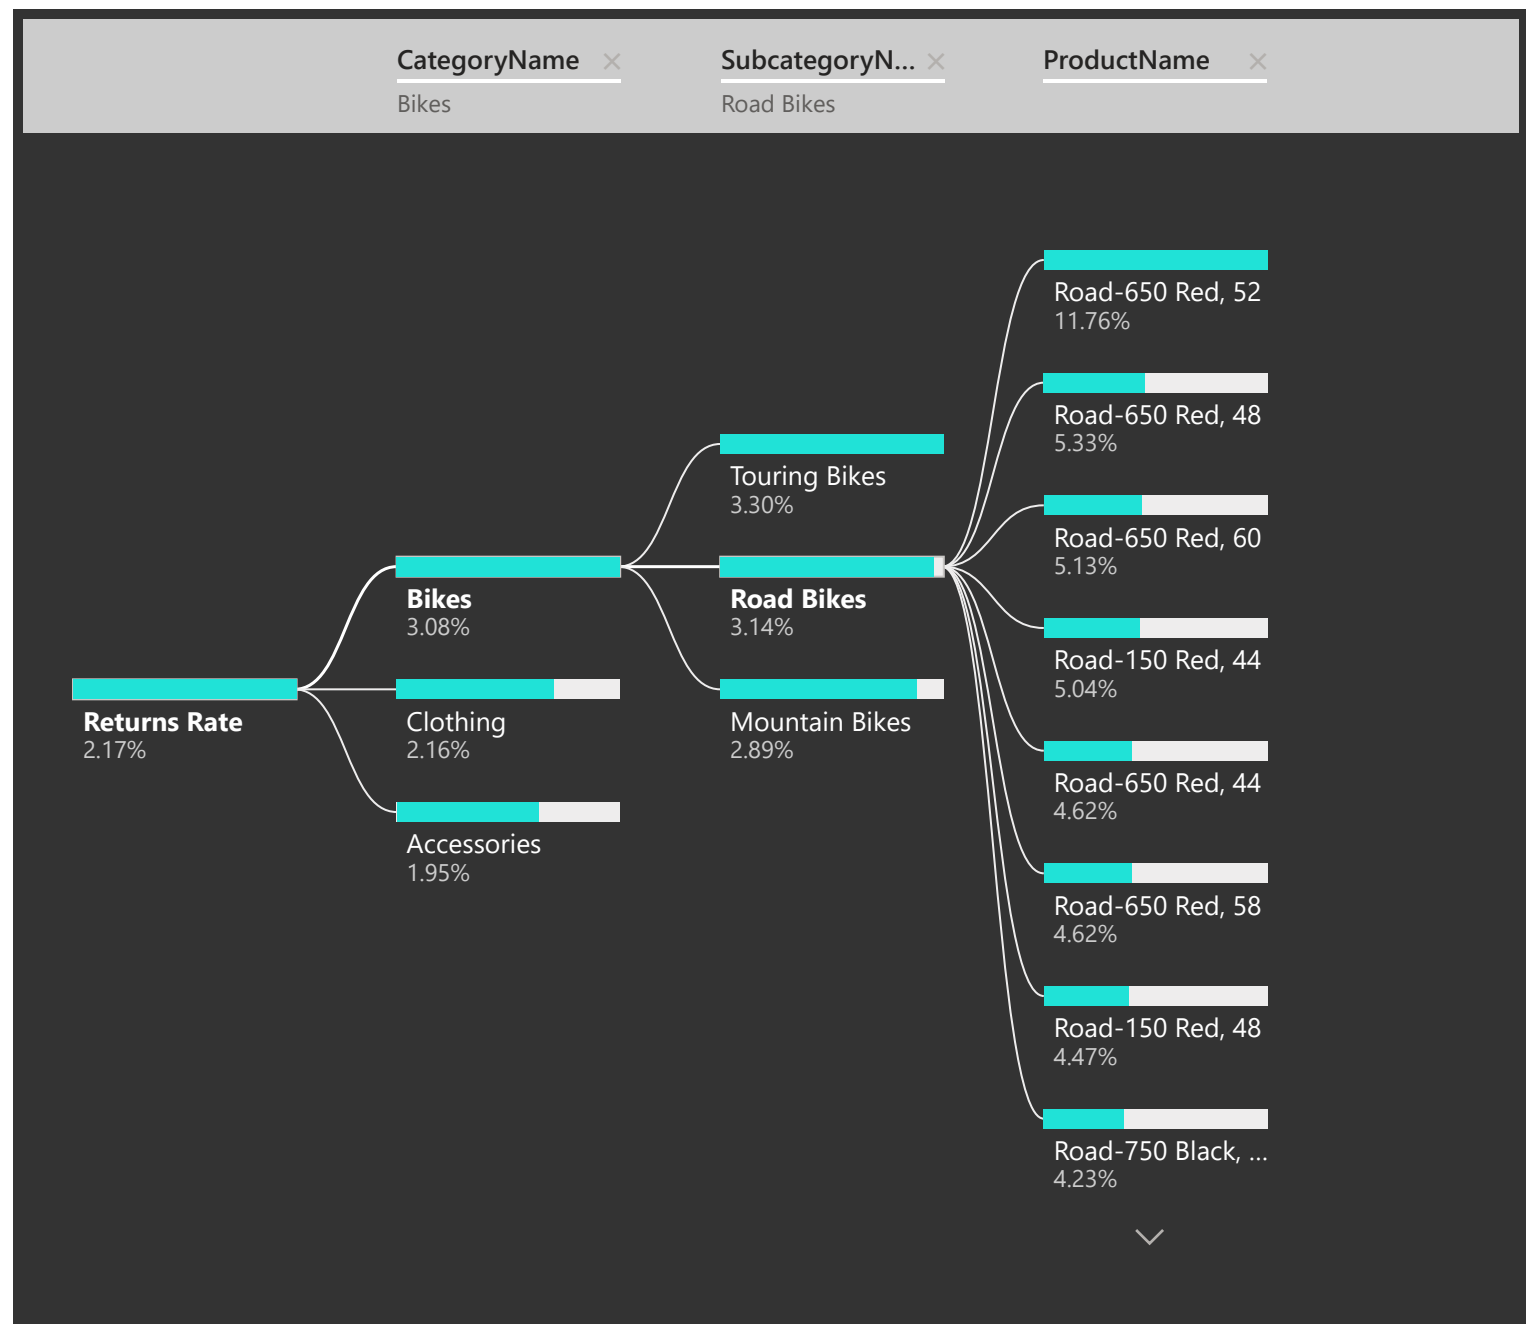 CategoryName
SubcategoryN...
ProductName
Bikes
Road Bikes
Returns Rate
2.17%
Bikes
3.08%
Clothing
2.16%
Accessories
1.95%
Touring Bikes
3.30%
Road Bikes
3.14%
Mountain Bikes
2.89%
Road-650 Red, 52
11.76%
Road-650 Red, 48
5.33%
Road-650 Red, 60
5.13%
Road-150 Red, 44
5.04%
Road-650 Red, 44
4.62%
Road-650 Red, 58
4.62%
Road-150 Red, 48
4.47%
Road-750 Black, ...
4.23%